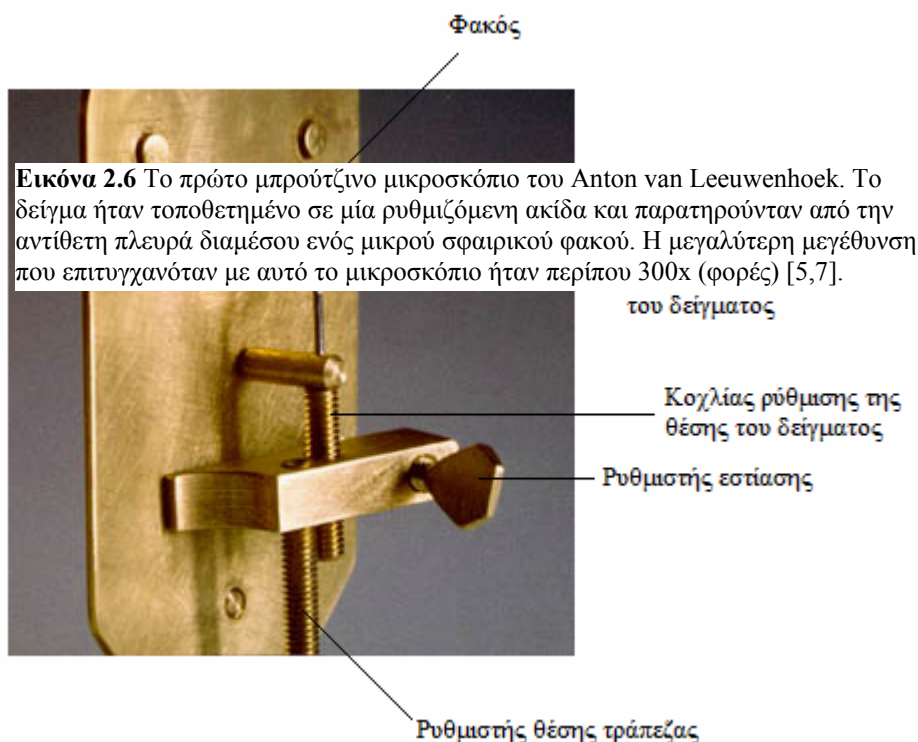 Φακός
Εικόνα 2.6 Το πρώτο μπρούτζινο μικροσκόπιο του Anton van Leeuwenhoek. Το
δείγμα ήταν τοποθετημένο σε μία ρυθμιζόμενη ακίδα και παρατηρούνταν από την
αντίθετη πλευρά διαμέσου ενός μικρού σφαιρικού φακού. Η μεγαλύτερη μεγέθυνση
που επιτυγχανόταν με αυτό το μικροσκόπιο ήταν περίπου 300x (φορές) [5,7].
του δείγματος
Κοχλίας ρύθμισης της
θέσης του δείγματος
Ρυθμιστής εστίασης
Ρυθμιστής θέσης τράπεζας